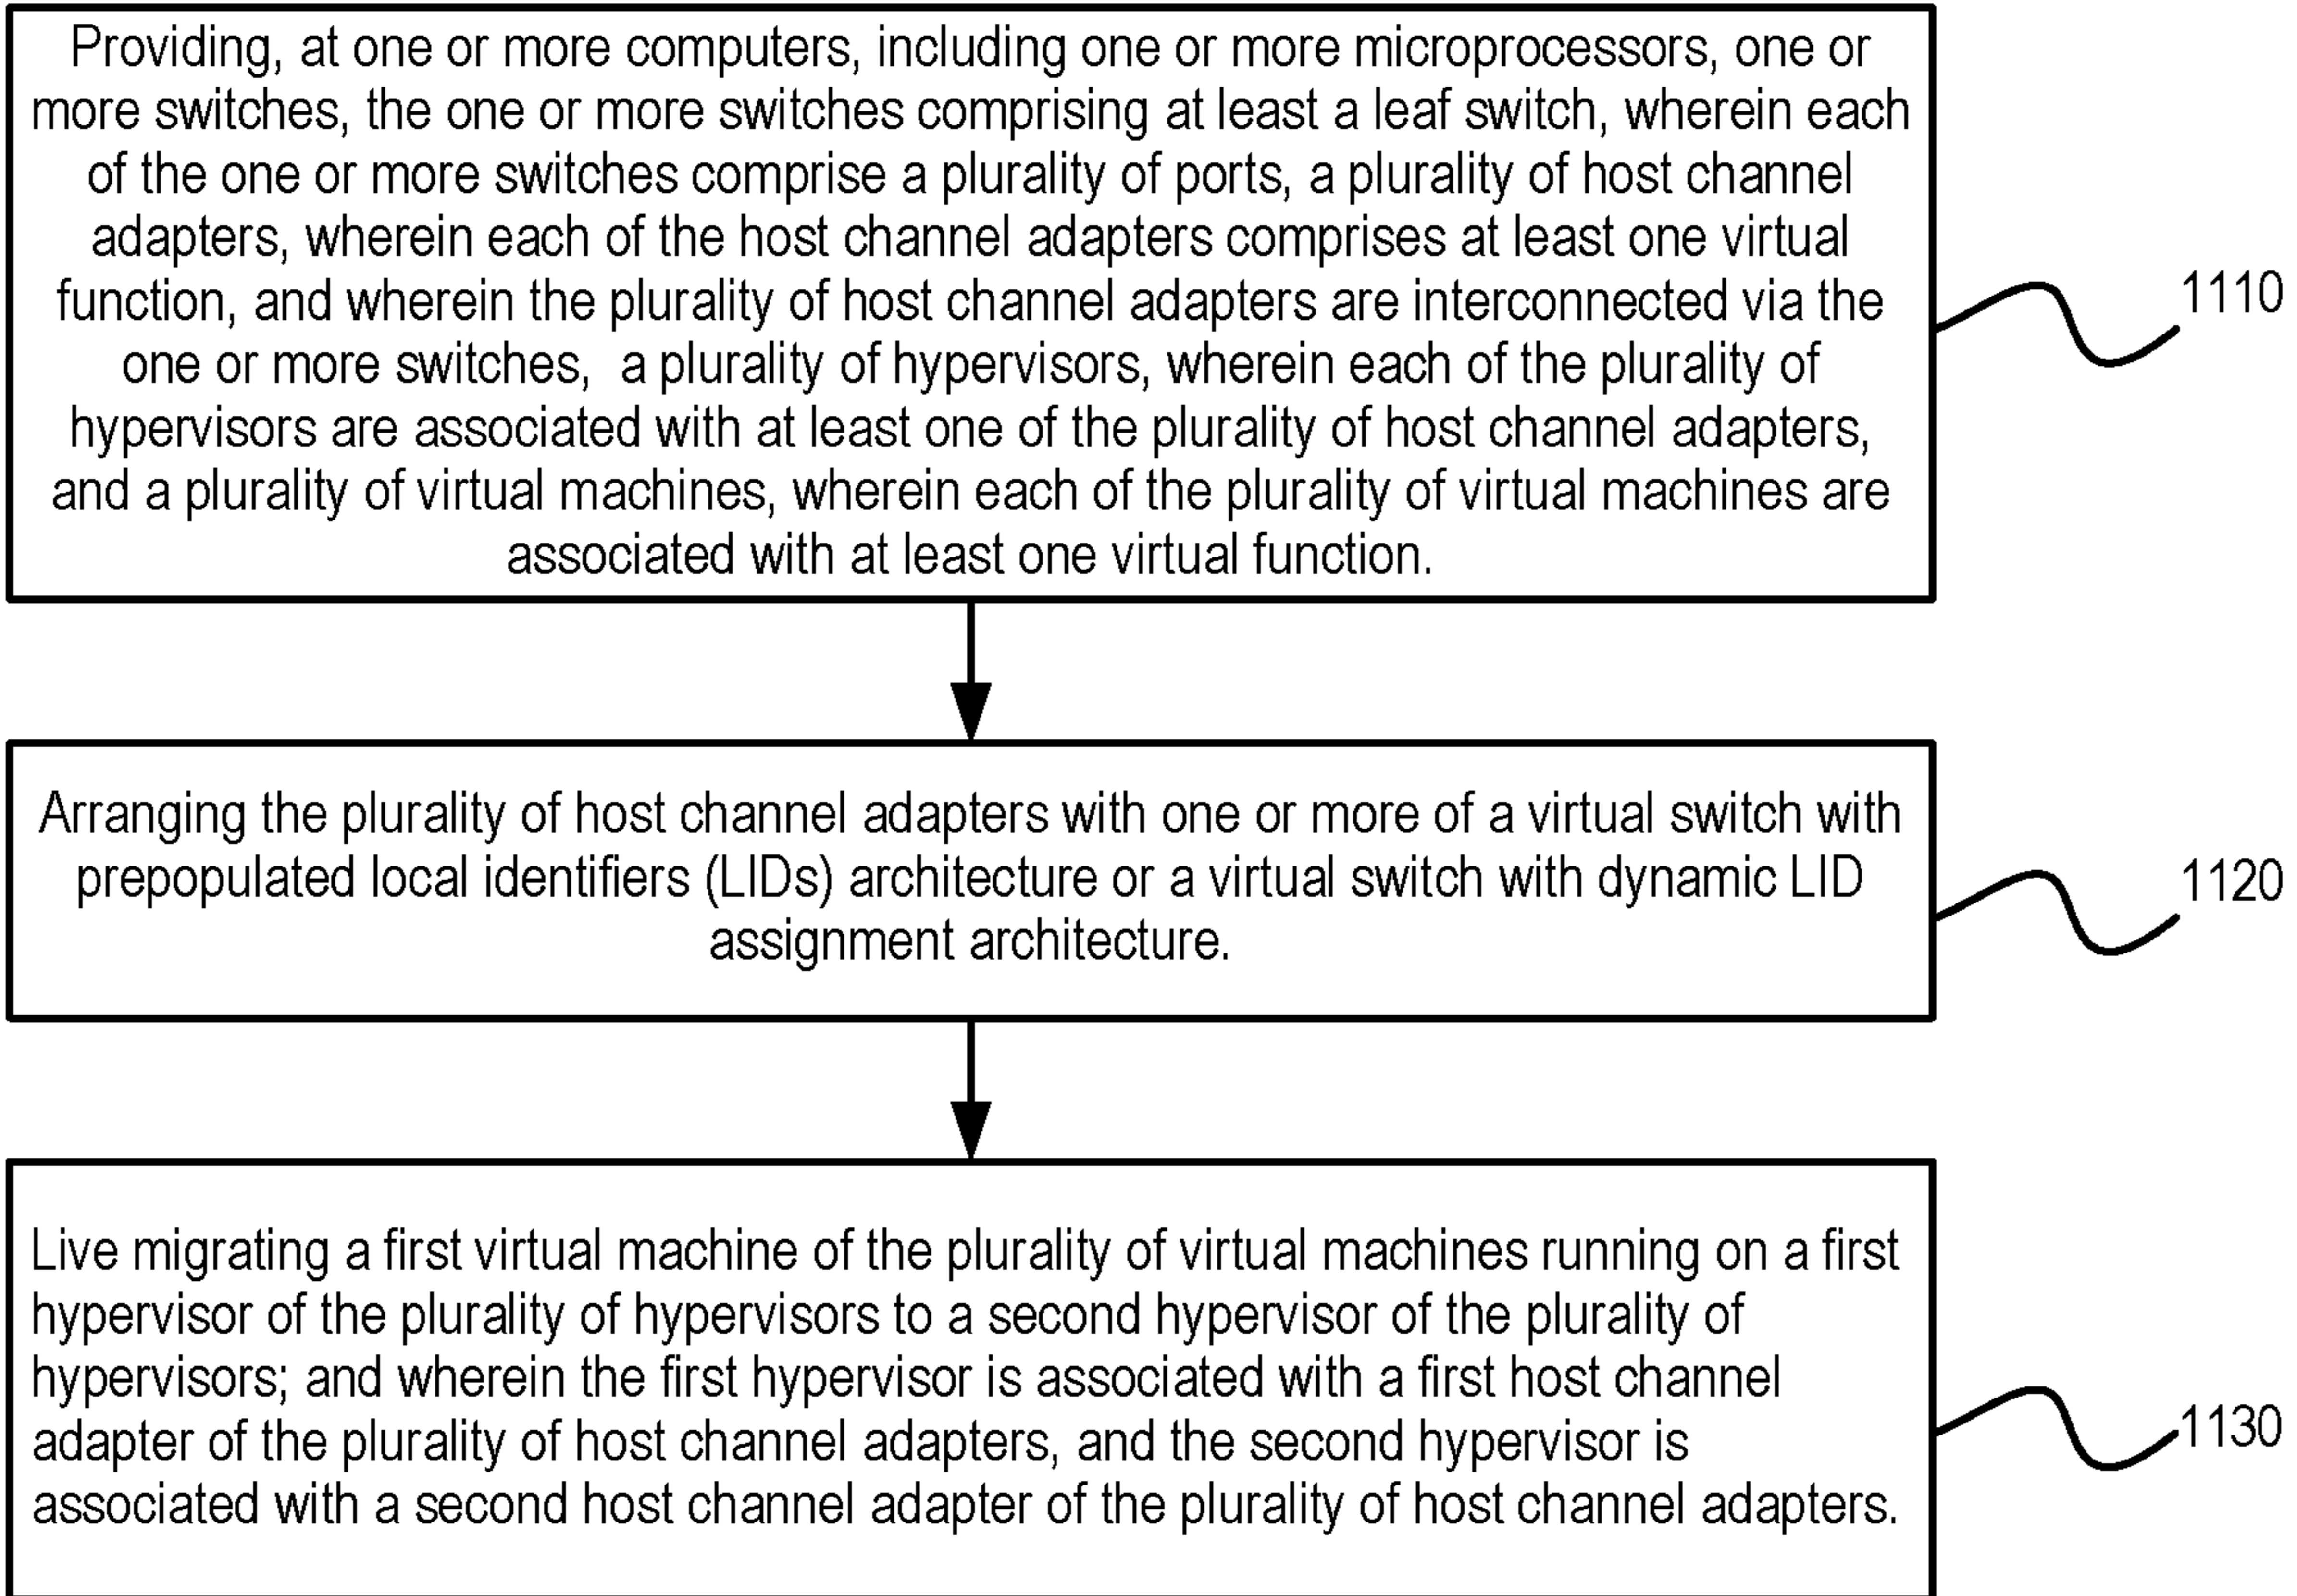 Providing, at one or more computers, including one or more microprocessors, one or
more switches, the one or more switches comprising at least a leaf switch, wherein each
of the one or more switches comprise a plurality of ports, a plurality of host channel
adapters, wherein each of the host channel adapters comprises at least one virtual
function, and wherein the plurality of host channel adapters are interconnected via the
one or more switches, a plurality of hypervisors, wherein each of the plurality of
hypervisors are associated with at least one of the plurality of host channel adapters,
and a plurality of virtual machines, wherein each of the plurality of virtual machines are
associated with at least one virtual function.
1110
Arranging the plurality of host channel adapters with one or more of a virtual switch with
prepopulated local identifiers (LIDs) architecture or a virtual switch with dynamic LID
assignment architecture.
1120
Live migrating a first virtual machine of the plurality of virtual machines running on a first
hypervisor of the plurality of hypervisors to a second hypervisor of the plurality of
hypervisors; and wherein the first hypervisor is associated with a first host channel
adapter of the plurality of host channel adapters, and the second hypervisor is
associated with a second host channel adapter of the plurality of host channel adapters.
1130